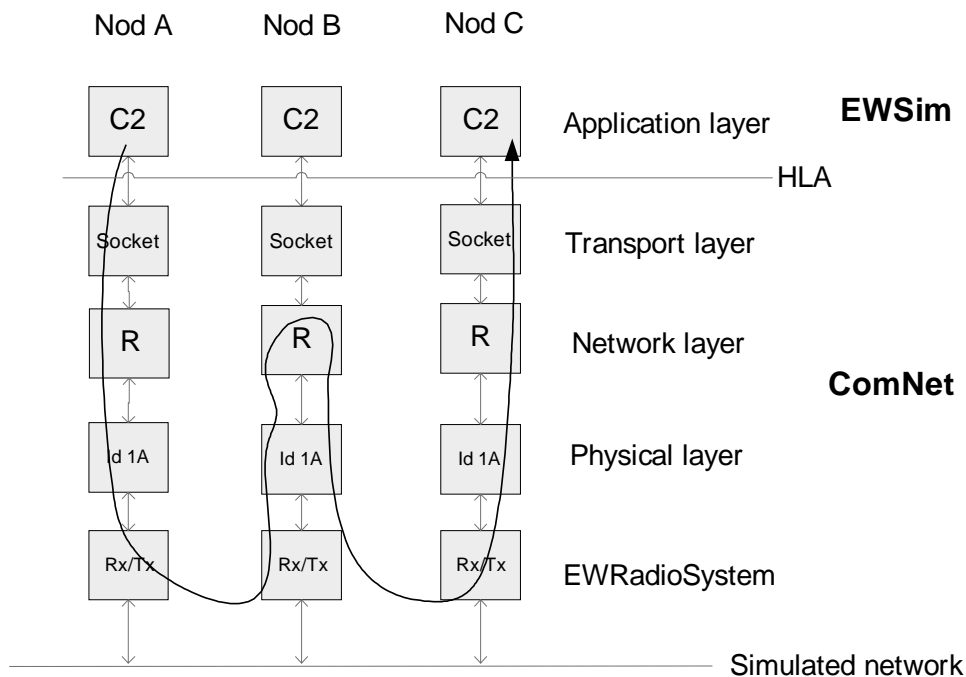 Nod A Nod B Nod C
C2 C2 C2 Application layer EWSim
HLA
Socket Socket Socket Transport layer
R R R Network layer
ComNet
Id 1A Id 1A Id 1A Physical layer
Rx/Tx Rx/Tx Rx/Tx EWRadioSystem
Simulated network